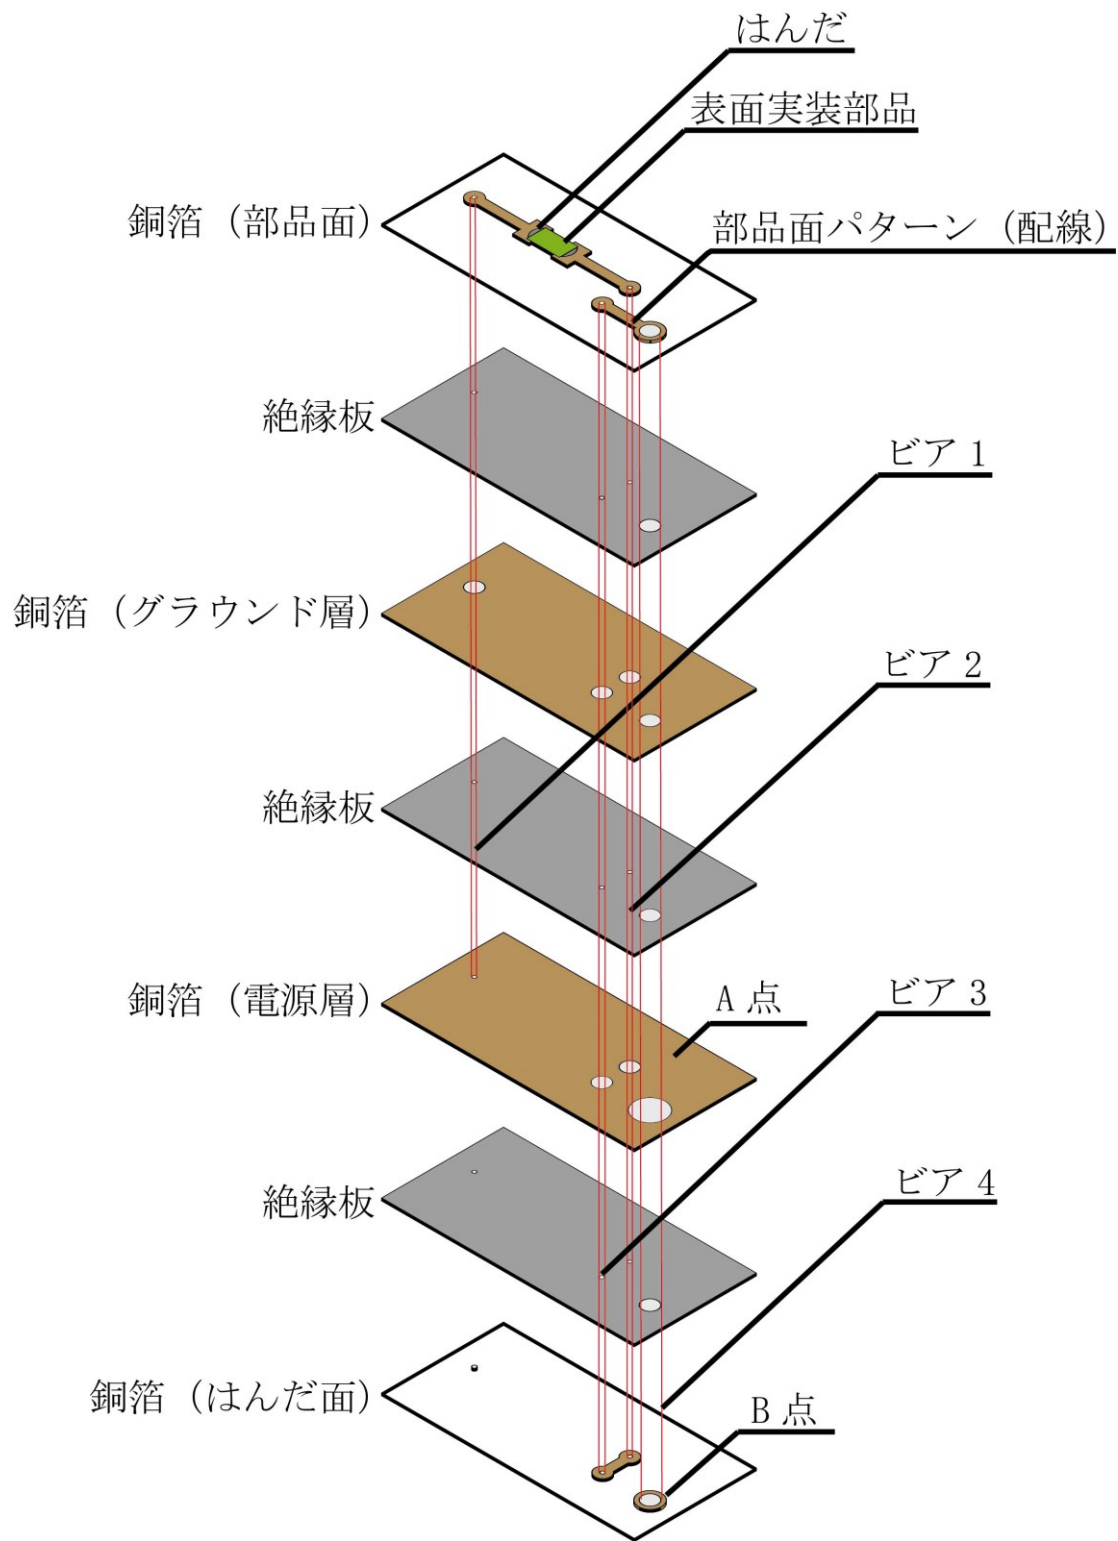 はんだ
表面実装部品
銅箔（部品面）
部品面パターン（配線）
絶縁板
ビア 1
銅箔（グラウンド層）
ビア 2
絶縁板
銅箔（電源層）
A 点
ビア 3
絶縁板
ビア 4
銅箔（はんだ面）
B 点